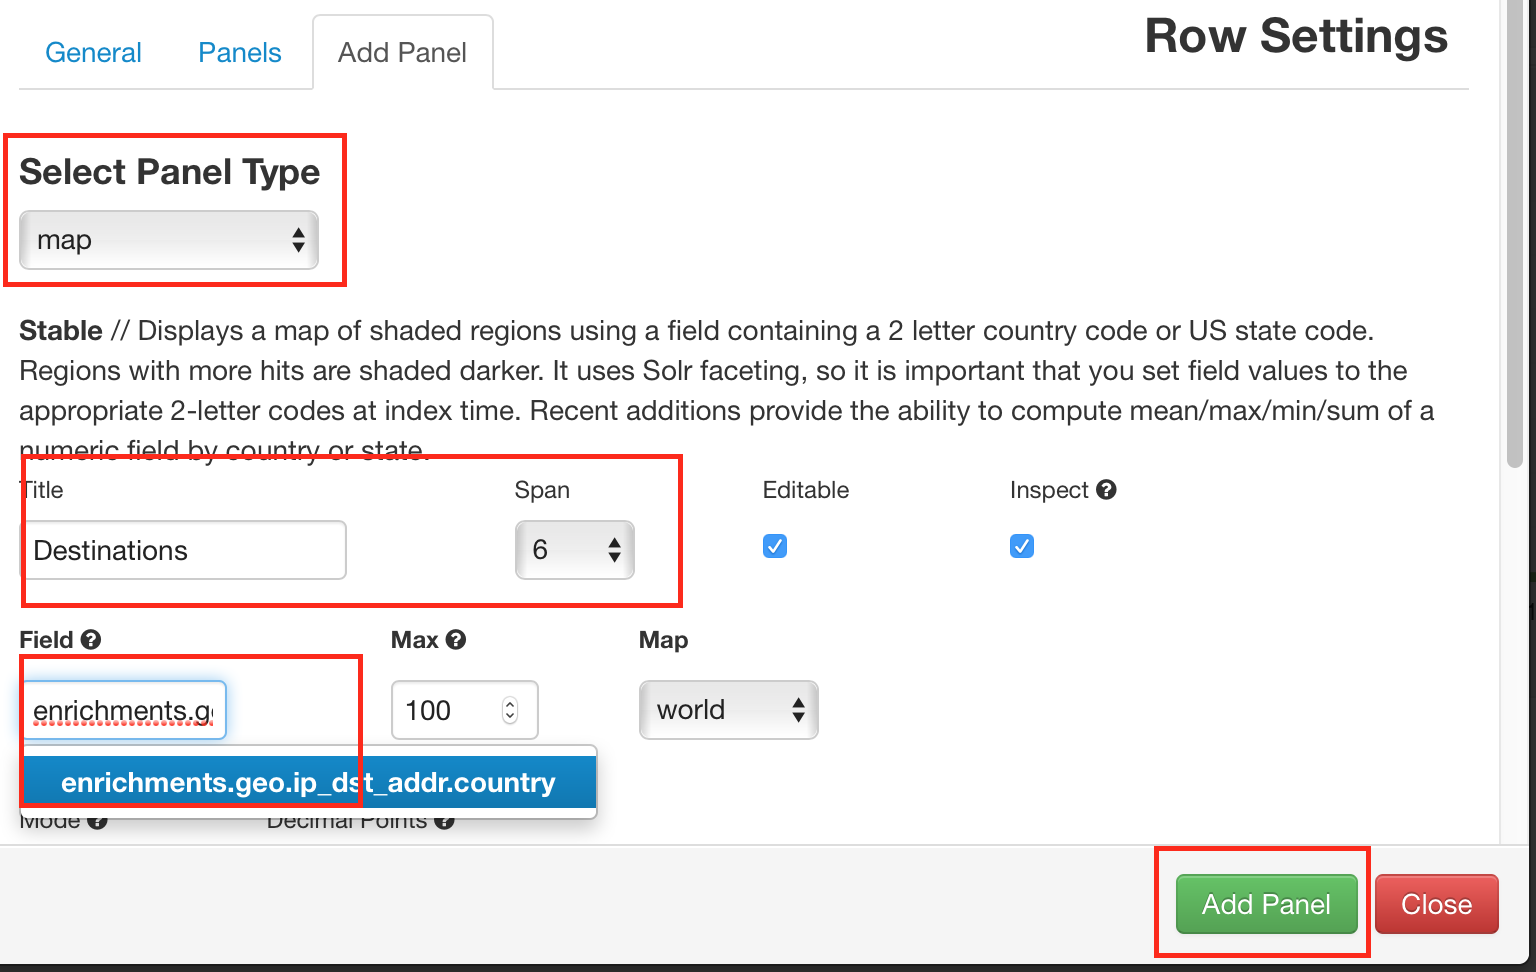 General Panels Add Panel Row Settings
Select Panel Type
map
Stable // Displays a map of shaded regions using a field containing a 2 letter country code or US state code.
Regions with more hits are shaded darker. It uses Solr faceting, so it is important that you set field values to the
appropriate 2-letter codes at index time. Recent additions provide the ability to compute mean/max/min/sum of a
numeric field by country or state.
Title Span Editable Inspect
Destinations 6
Field Max Map
enrichments.ge 100 world
enrichments.geo.ip_dst_addr.country
Mode Decimal Points
Add Panel Close